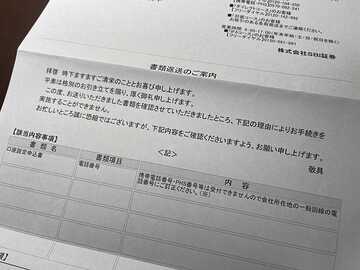 株式会社SBI証券
書類返送のご案内
拝啓 時下ますますご清栄のこととお喜び申し上げます。
平素は格別のお引き立てを賜り、厚く御礼申し上げます。
この度、お送りいただきました書類を確認させていただきましたところ、下記の理由によりお手続きを
実施することができません。
お忙しいところ誠に恐縮ではございますが、下記内容をご確認くださいますよう、お願い申し上げます。
敬具
<記>
【該当内容事項】
書類名 書類項目 内容
口座設定申込書 電話番号 携帯電話番号・PHS番号等は受付できませんので会社所在地の一般回線の電
話番号にご訂正ください。(※)